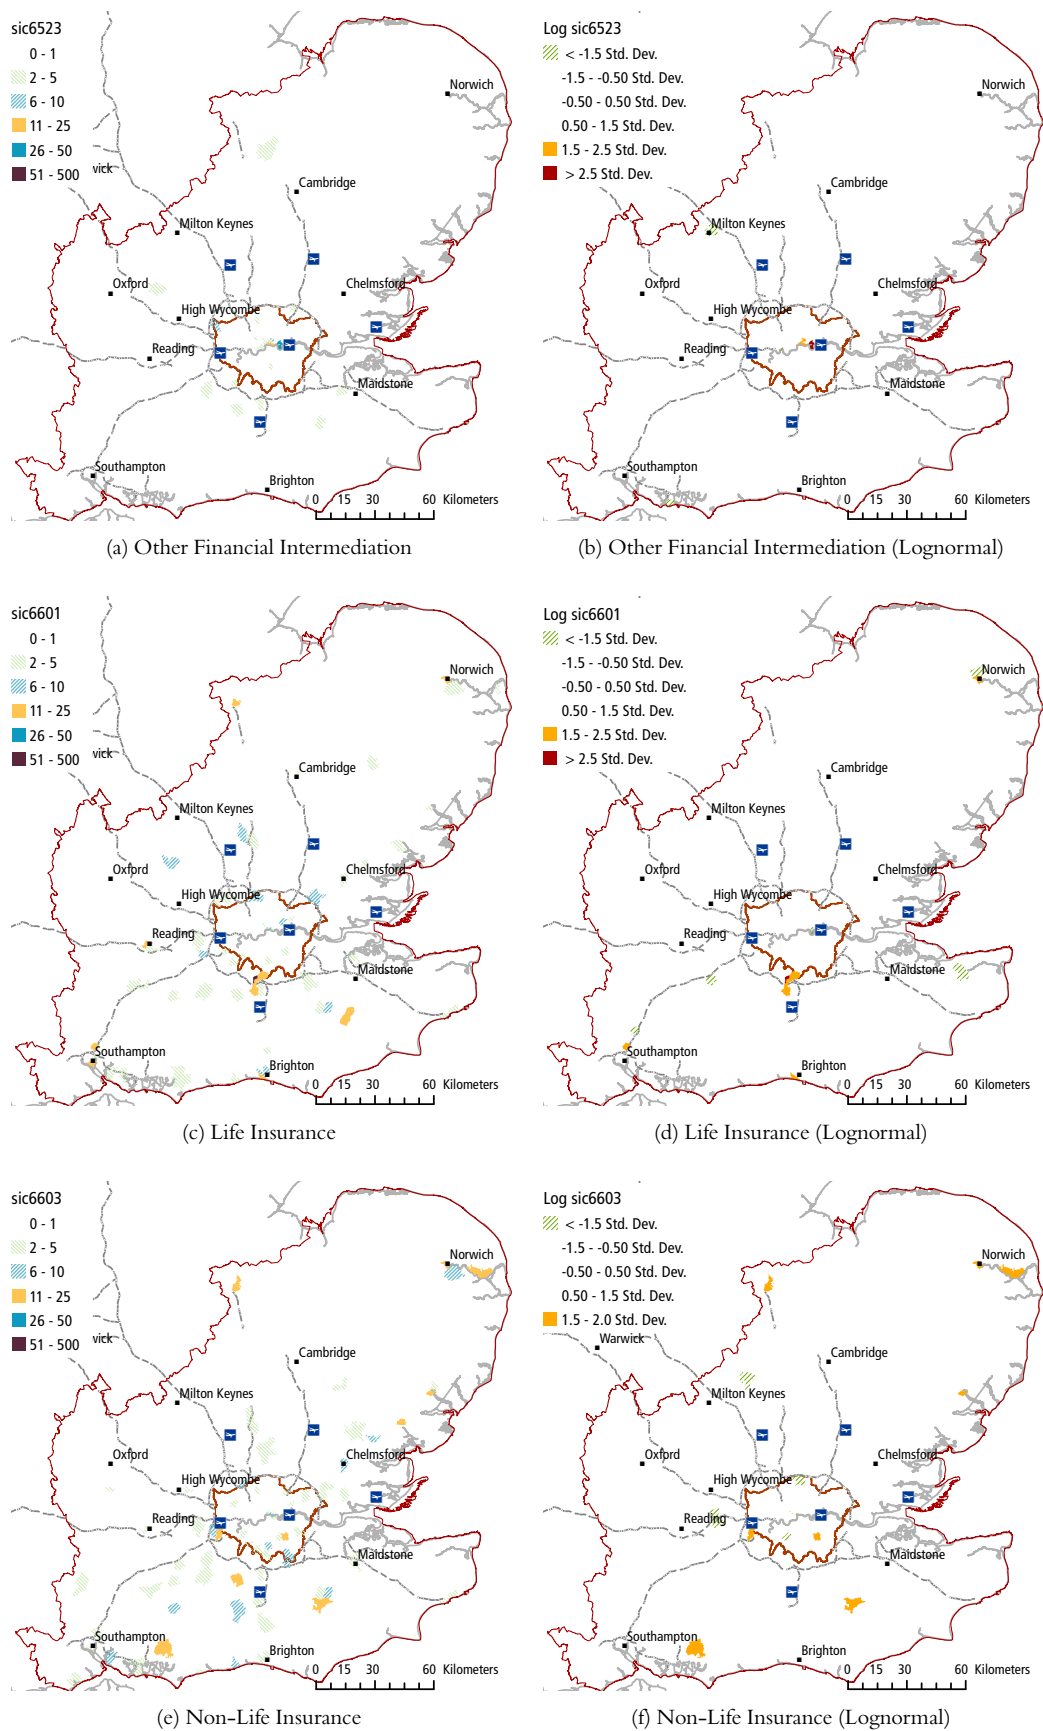 sic6523
0 - 1
2 - 5
6 - 10
11 - 25
26 - 50
51 - 500
wick
Norwich
Cambridge
Milton Keynes
Oxford
Chelmsford
High Wycombe
Reading
Maidstone
Southampton
Brighton
0 15 30 60 Kilometers
(a) Other Financial Intermediation
Log sic6523
< -1.5 Std. Dev.
-1.5 - -0.50 Std. Dev.
-0.50 - 0.50 Std. Dev.
0.50 - 1.5 Std. Dev.
1.5 - 2.5 Std. Dev.
> 2.5 Std. Dev.
Norwich
Cambridge
Milton Keynes
Oxford
Chelmsford
High Wycombe
Reading
Maidstone
Southampton
Brighton
0 15 30 60 Kilometers
(b) Other Financial Intermediation (Lognormal)
sic6601
0 - 1
2 - 5
6 - 10
11 - 25
26 - 50
51 - 500
wick
Norwich
Cambridge
Milton Keynes
Oxford
Chelmsford
High Wycombe
Reading
Maidstone
Southampton
Brighton
0 15 30 60 Kilometers
(c) Life Insurance
Log sic6601
< -1.5 Std. Dev.
-1.5 - -0.50 Std. Dev.
-0.50 - 0.50 Std. Dev.
0.50 - 1.5 Std. Dev.
1.5 - 2.5 Std. Dev.
> 2.5 Std. Dev.
Norwich
Cambridge
Milton Keynes
Oxford
Chelmsford
High Wycombe
Reading
Maidstone
Southampton
Brighton
0 15 30 60 Kilometers
(d) Life Insurance (Lognormal)
sic6603
0 - 1
2 - 5
6 - 10
11 - 25
26 - 50
51 - 500
wick
Norwich
Cambridge
Milton Keynes
Oxford
Chelmsford
High Wycombe
Reading
Maidstone
Southampton
Brighton
0 15 30 60 Kilometers
(e) Non-Life Insurance
Log sic6603
< -1.5 Std. Dev.
-1.5 - -0.50 Std. Dev.
-0.50 - 0.50 Std. Dev.
0.50 - 1.5 Std. Dev.
1.5 - 2.0 Std. Dev.
Warwick
Norwich
Cambridge
Milton Keynes
Oxford
Chelmsford
High Wycombe
Reading
Maidstone
Southampton
Brighton
0 15 30 60 Kilometers
(f) Non-Life Insurance (Lognormal)